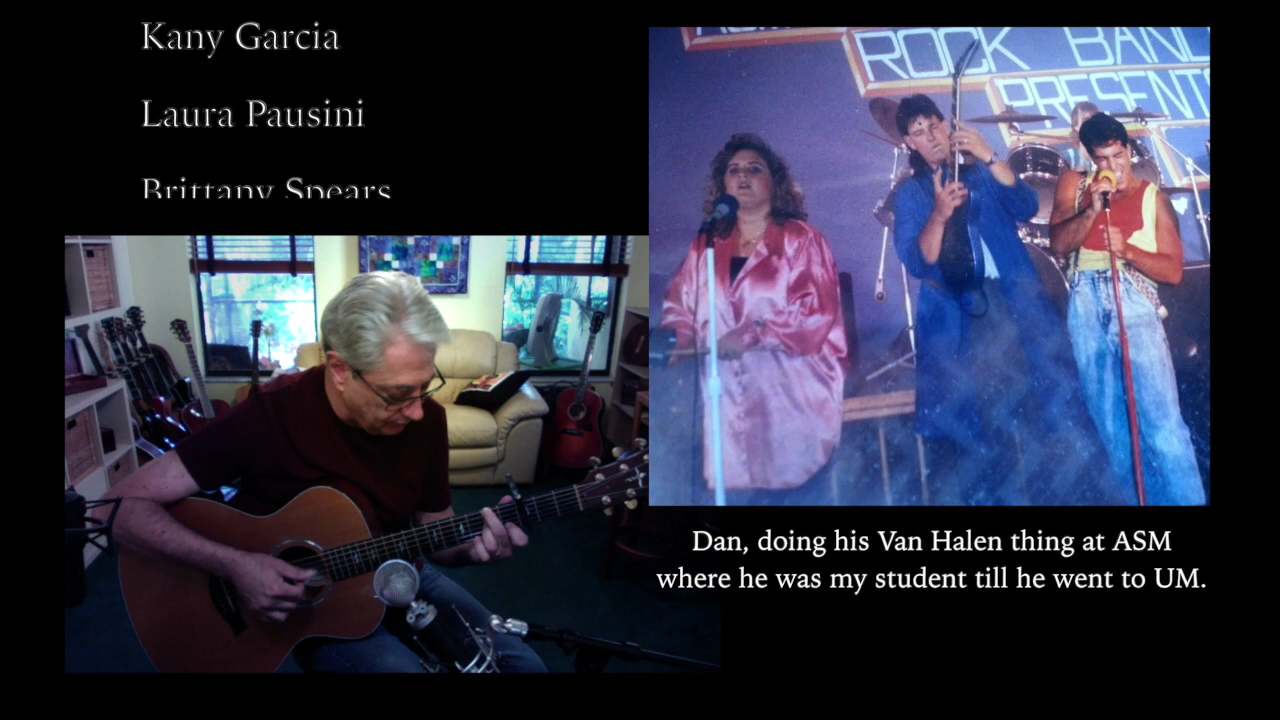 Kany Garcia
Laura Pausini
Brittany Spears
ROCK BAND
PRESENTS
Dan, doing his Van Halen thing at ASM
where he was my student till he went to UM.